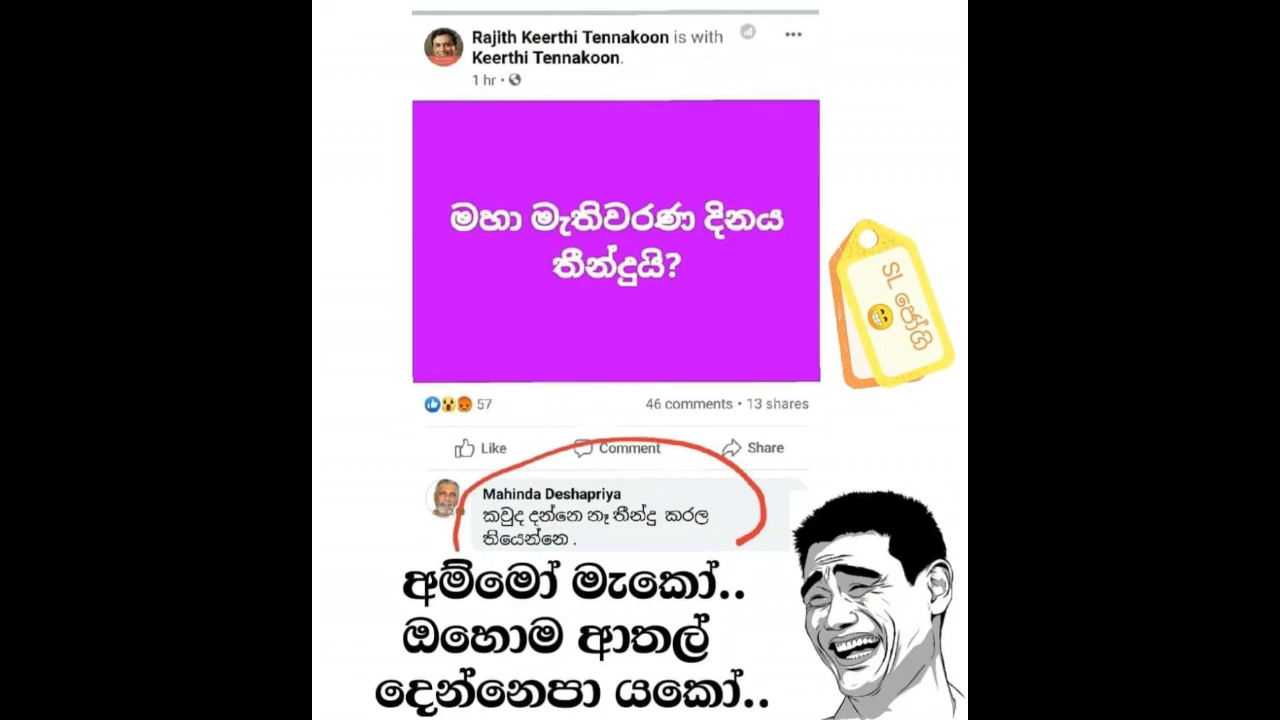 Rajith Keerthi Tennakoon is with
Keerthi Tennakoon.
1 hr
මහා මැතිවරණ දිනය
තීන්දුයි?
SL ජෝගි
57
46 comments • 13 shares
Like
Comment
Share
Mahinda Deshapriya
කවුද දන්නෙ නෑ තීන්දු කරල
තියෙන්නෙ .
අම්මෝ මැකෝ..
ඔහොම ආතල්
දෙන්නෙපා යකෝ..